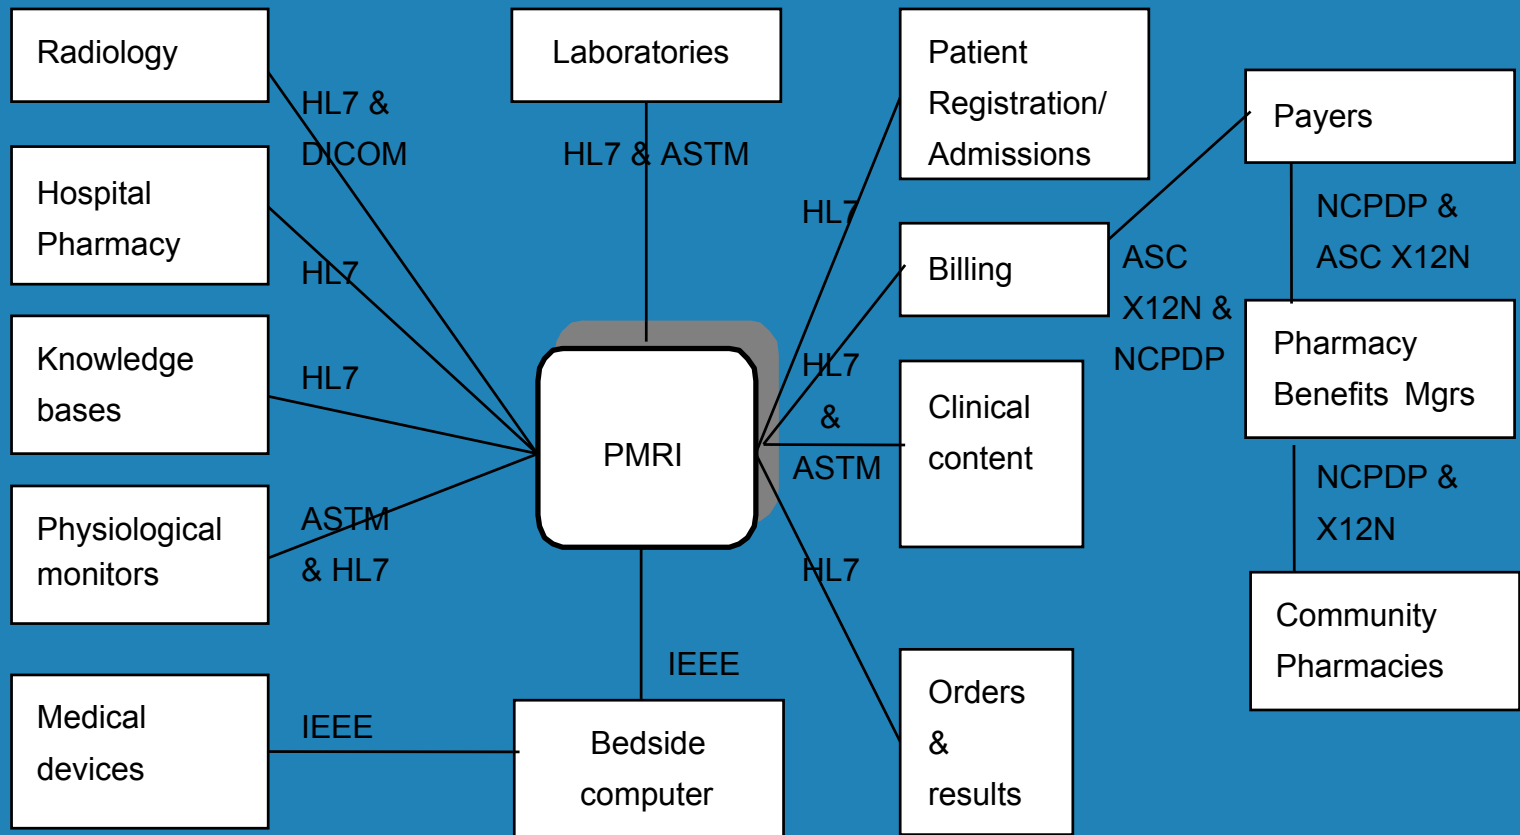 Radiology
HL7 &
DICOM
Laboratories
HL7 & ASTM
Patient
Registration/
Admissions
Payers
Hospital
Pharmacy
HL7
HL7
Billing
ASC
X12N &
NCPDP
NCPDP &
ASC X12N
Knowledge
bases
HL7
PMRI
HL7
&
ASTM
Clinical
content
Pharmacy
Benefits Mgrs
Physiological
monitors
ASTM
& HL7
HL7
NCPDP &
X12N
Medical
devices
IEEE
IEEE
Bedside
computer
Orders
&
results
Community
Pharmacies